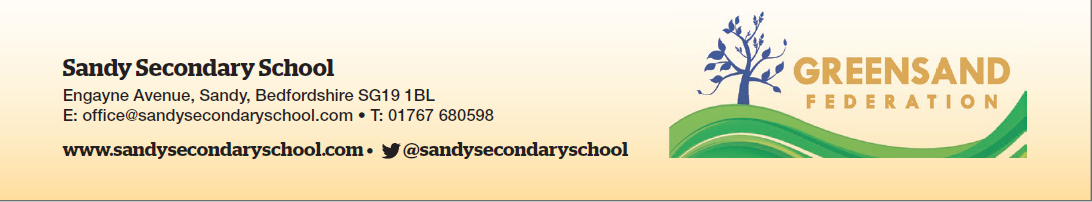 Sandy Secondary School
Engayne Avenue, Sandy, Bedfordshire SG19 1BL
E: office@sandysecondaryschool.com • T: 01767 680598
www.sandysecondaryschool.com • @sandysecondaryschool
GREENSAND
FEDERATION